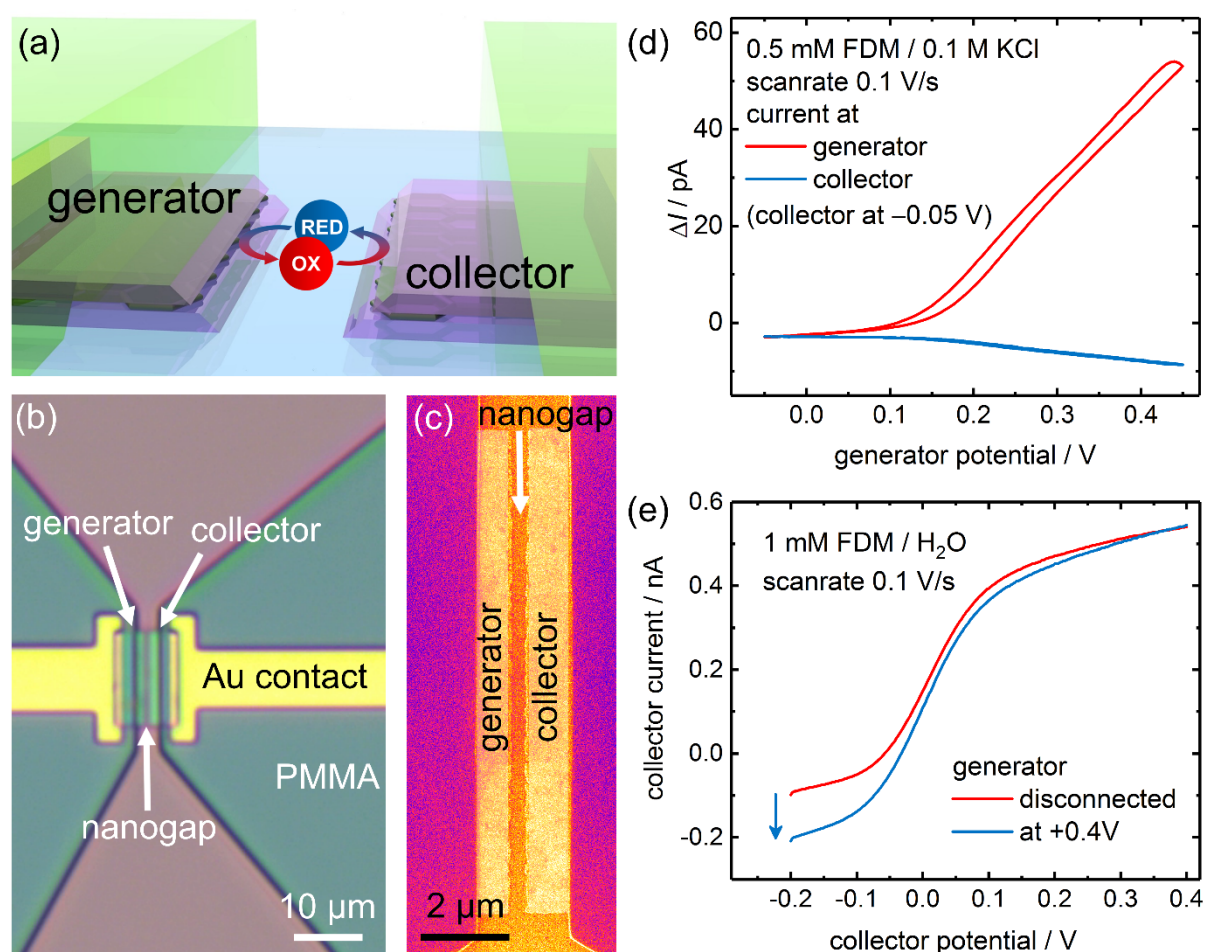 (a)
generator
RED
OX
collector
(b)
generator
collector
Au contact
PMMA
nanogap
10 µm
(c)
nanogap
generator
collector
2 µm
(d)
0.5 mM FDM / 0.1 M KCl
scanrate 0.1 V/s
current at
generator
collector
(collector at –0.05 V)
60
40
20
0
ΔI / pA
0.0
0.1
0.2
0.3
0.4
generator potential / V
(e)
1 mM FDM / H₂O
scanrate 0.1 V/s
generator
disconnected
at +0.4V
0.6
0.4
0.2
0.0
-0.2
collector current / nA
-0.2
-0.1
0.0
0.1
0.2
0.3
0.4
collector potential / V